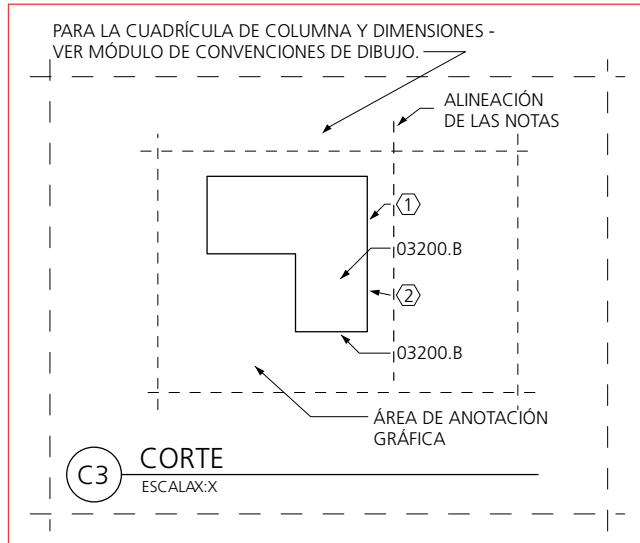 PARA LA CUADRÍCULA DE COLUMNA Y DIMENSIONES -
VER MÓDULO DE CONVENCIONES DE DIBUJO.
ALINEACIÓN
DE LAS NOTAS
1
03200.B
2
03200.B
ÁREA DE ANOTACIÓN
GRÁFICA
C3
CORTE
ESCALAX:X